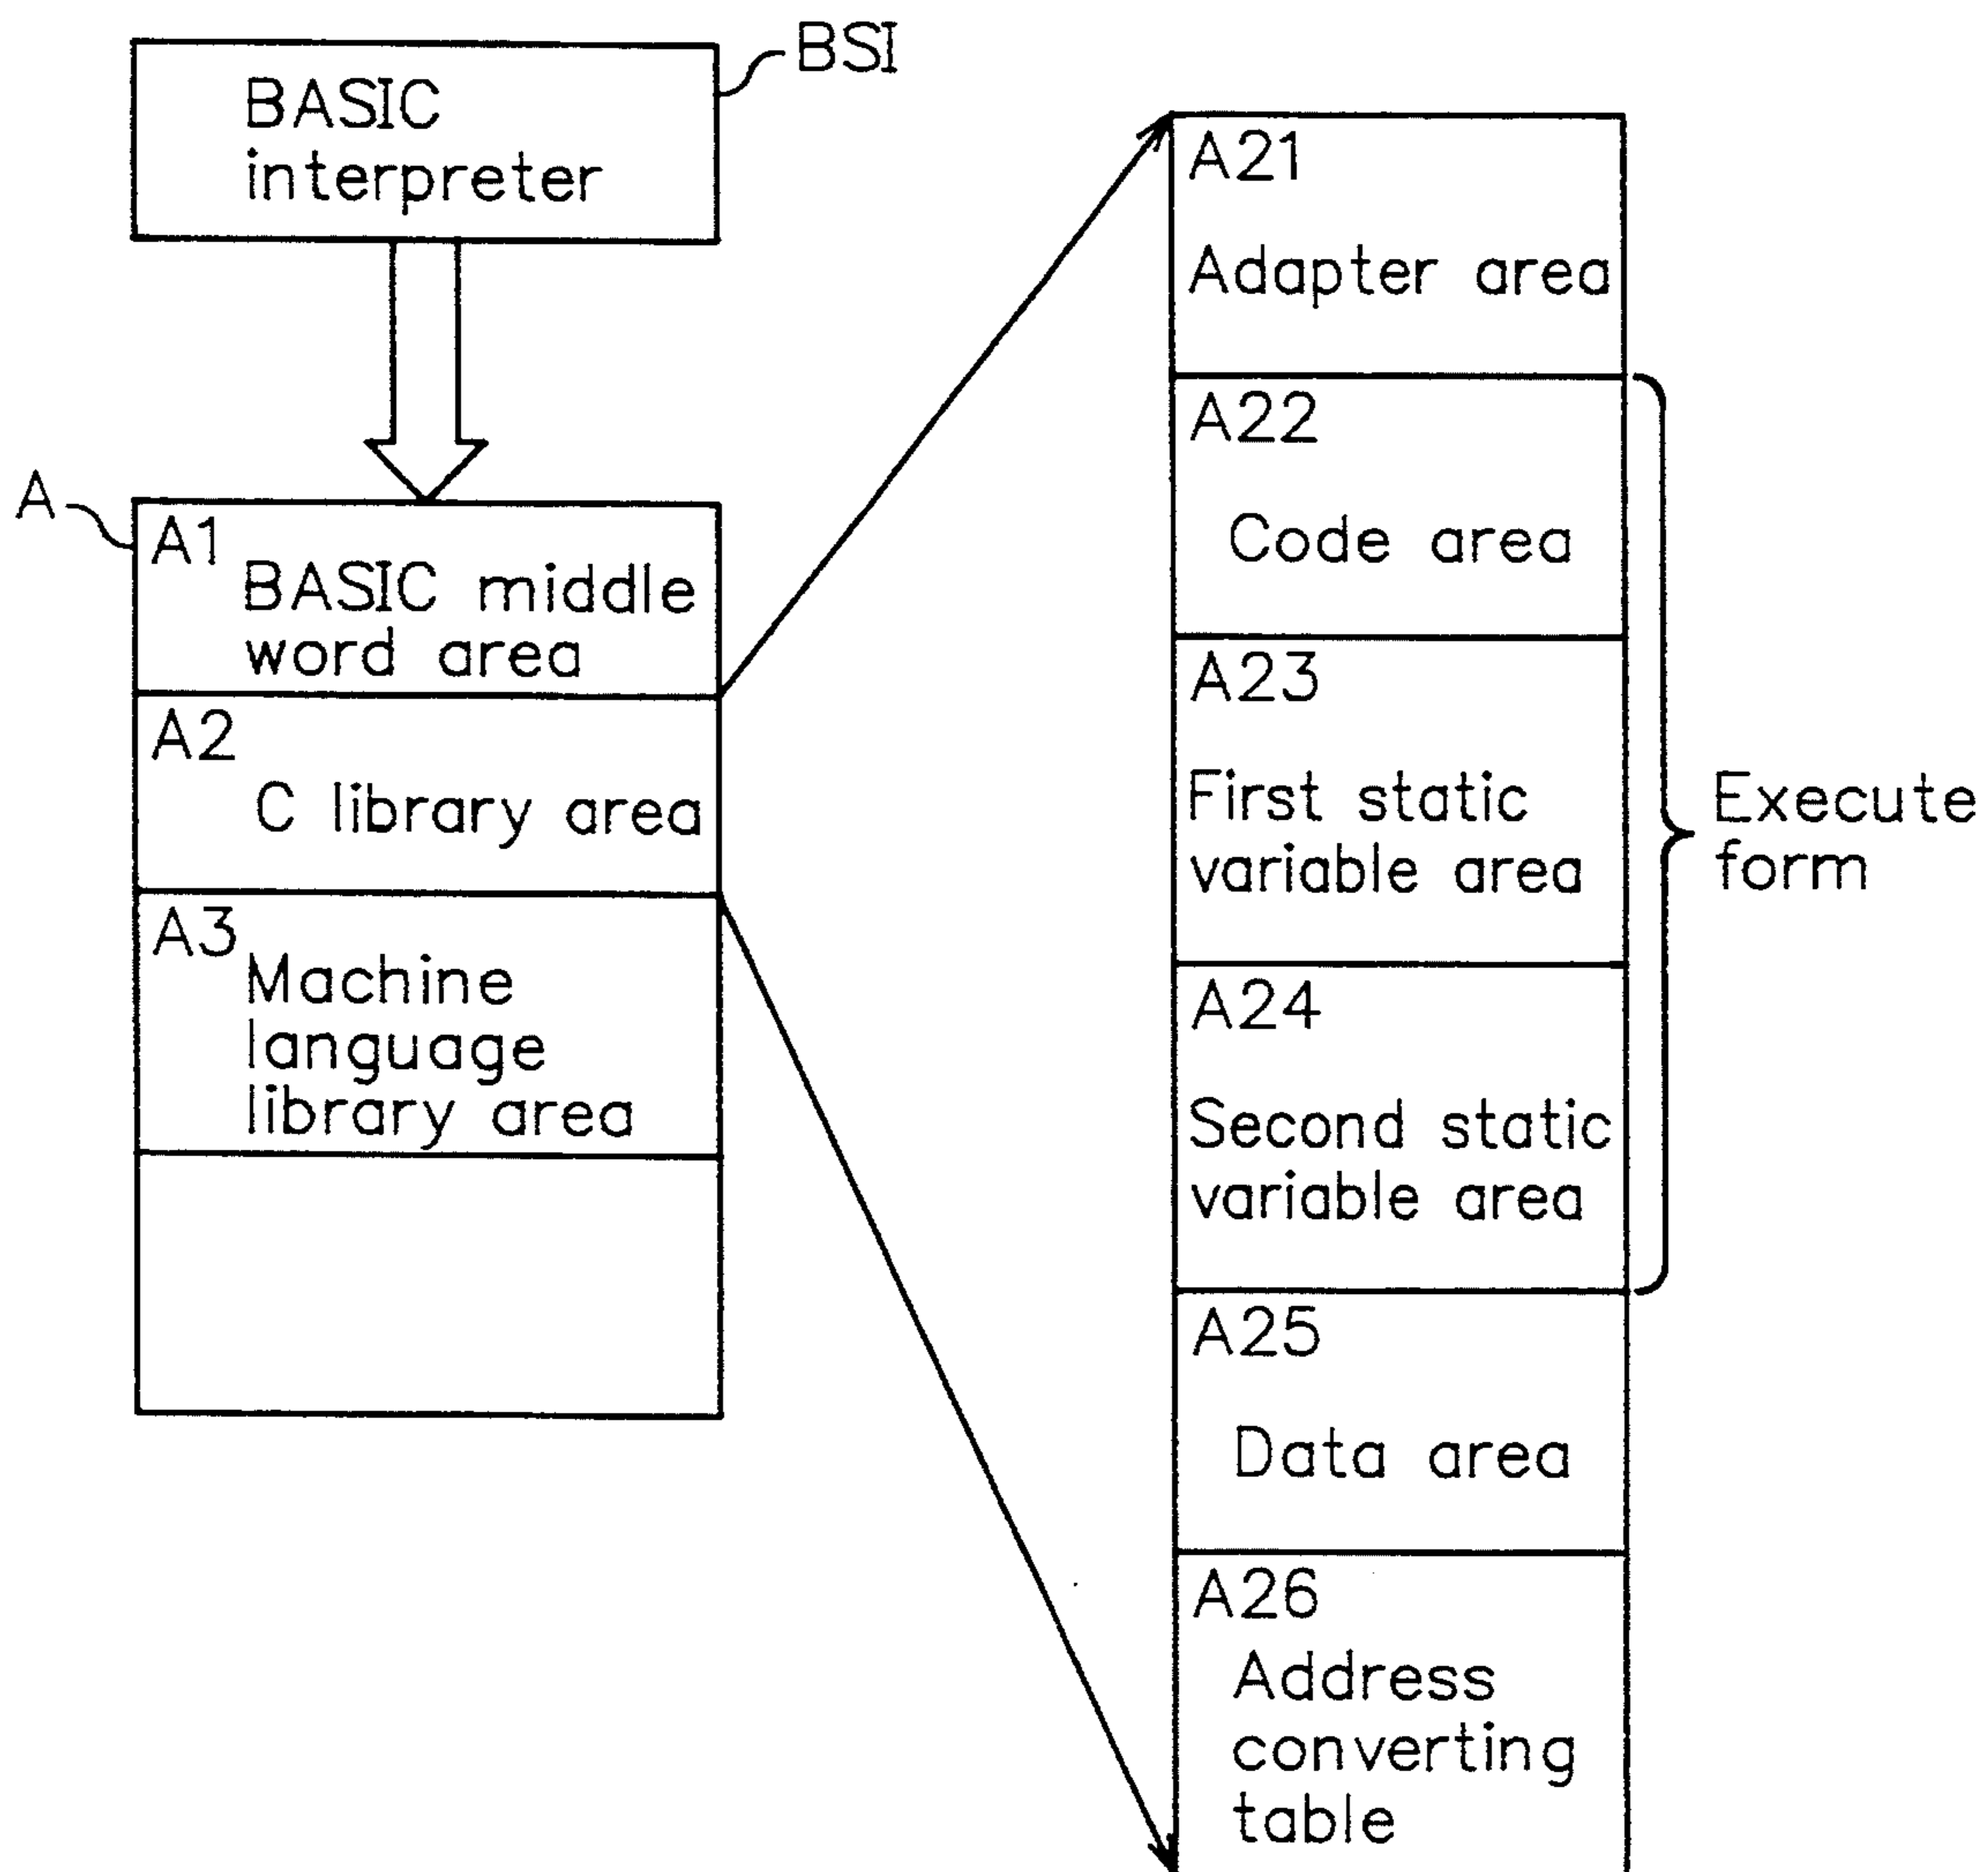 BSI
BASIC
interpreter
A
A1
BASIC middle
word area
A2
C library area
A3
Machine
language
library area
A21
Adapter area
A22
Code area
A23
First static
variable area
A24
Second static
variable area
Execute
form
A25
Data area
A26
Address
converting
table